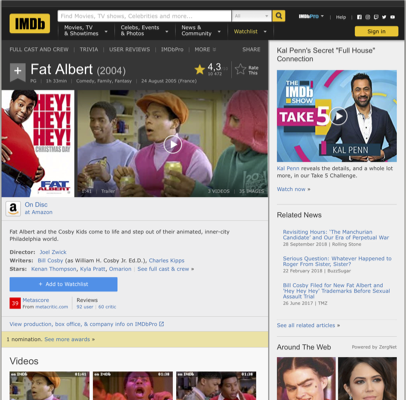 IMDb
Find Movies, TV shows, Celebrities and more...
All
IMDbPro
Help
Movies, TV & Showtimes
Celebs, Events & Photos
News & Community
Watchlist
Sign in
FULL CAST AND CREW | TRIVIA | USER REVIEWS | IMDbPro | MORE
SHARE
Fat Albert (2004)
PG | 1h 33min | Comedy, Family, Fantasy | 24 August 2005 (France)
4,3
Rate This
HEY!
HEY!
HEY!
CHRISTMAS DAY
FAT ALBERT
Trailer
2 VIDEOS
IMAGES
On Disc
at Amazon
Fat Albert and the Cosby Kids come to life and step out of their animated, inner-city
Philadelphia world.
Director: Joel Zwick
Writers: Bill Cosby (as William H. Cosby Jr. Ed.D.), Charles Kipps
Stars: Kenan Thompson, Kyla Pratt, Omarion | See full cast & crew »
+ Add to Watchlist
39
Metascore
From metacritic.com
Reviews
92 user | 60 critic
View production, box office, & company info on IMDbPro
1 nomination. See more awards »
Videos
Kal Penn's Secret "Full House"
Connection
THE
IMDb
SHOW
TAKE 5
KAL PENN
Kal Penn reveals the details, and a whole lot
more, in our Take 5 Challenge.
Watch now »
Related News
Revisiting Hours: 'The Manchurian
Candidate' and Our Era of Perpetual War
28 September 2018 | Rolling Stone
Serious Question: Whatever Happened to
Roger From Sister, Sister?
22 February 2018 | BuzzSugar
Bill Cosby Filed for New Fat Albert and
'Hey Hey Hey' Trademarks Before Sexual
Assault Trial
26 June 2017 | TMZ
See all related articles »
Around The Web
Powered by ZergNet